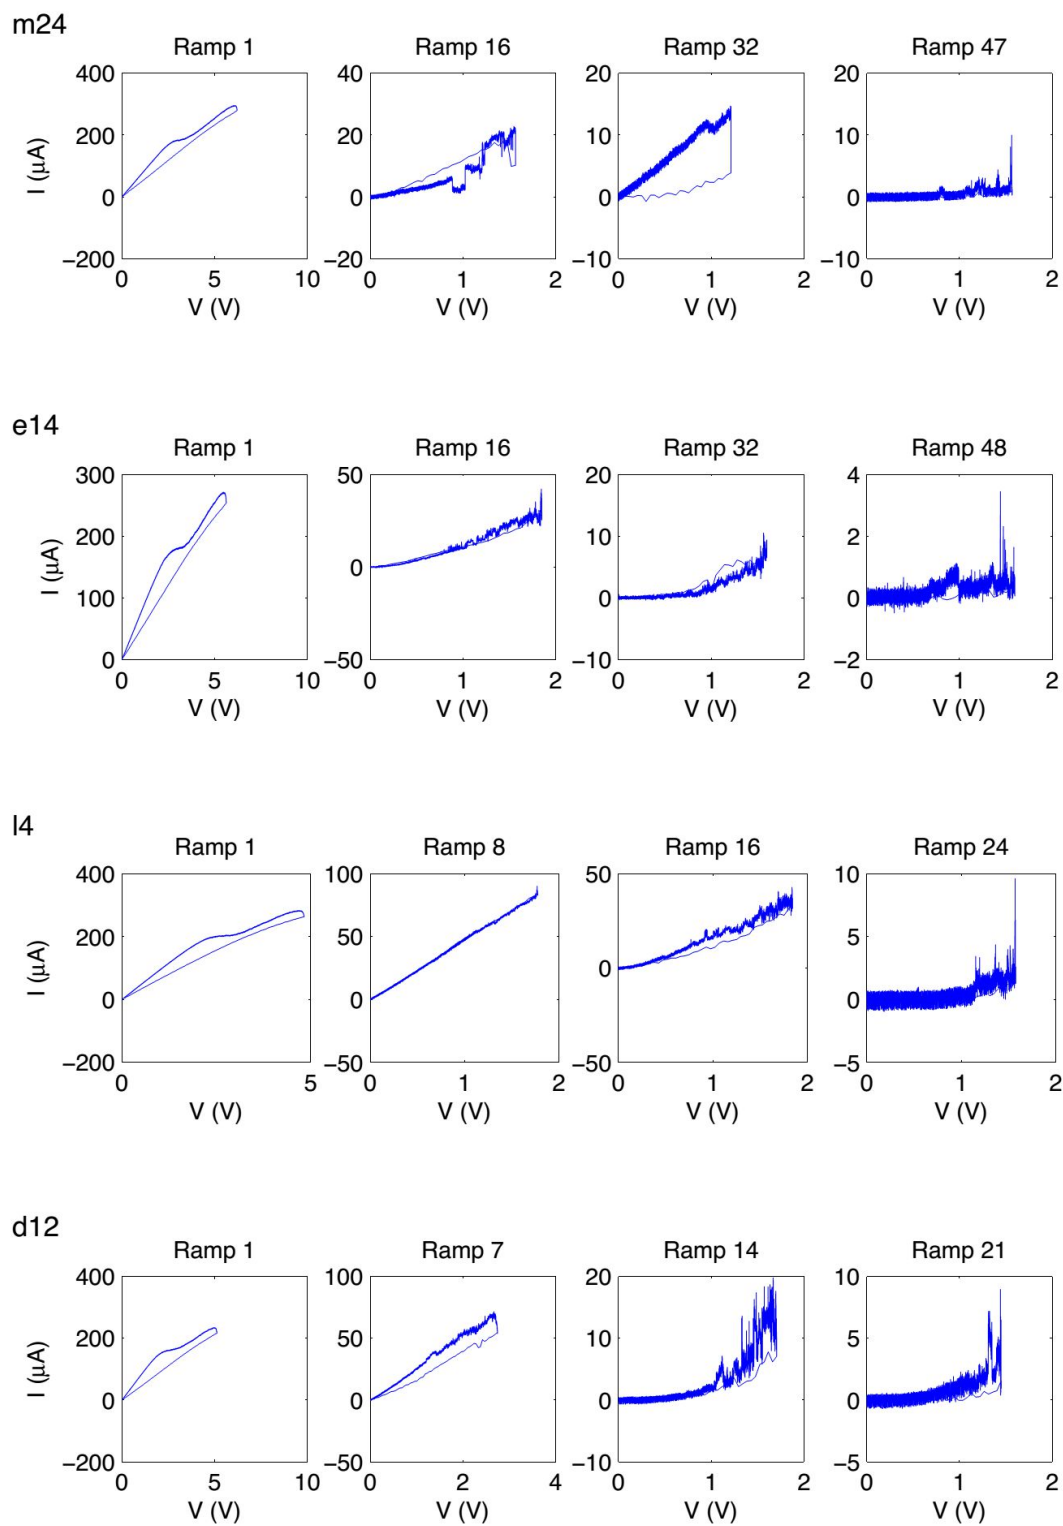 m24
Ramp 1 Ramp 16 Ramp 32 Ramp 47
400 40 20 20
200 20 10 10
0 0 0 0
−200 −20 −10 −10
I (μA)
0 5 10 0 1 2 0 1 2 0 1 2
V (V) V (V) V (V) V (V)
e14
Ramp 1 Ramp 16 Ramp 32 Ramp 48
300 50 20 4
200 10 2
I (μA)
100 0 0 0
0 −50 −10 −2
0 5 10 0 1 2 0 1 2 0 1 2
V (V) V (V) V (V) V (V)
l4
Ramp 1 Ramp 8 Ramp 16 Ramp 24
400 100 50 10
200 50 5
I (μA)
0 0 0 0
−200 −50 −50 −5
0 5 0 1 2 0 1 2 0 1 2
V (V) V (V) V (V) V (V)
d12
Ramp 1 Ramp 7 Ramp 14 Ramp 21
400 100 20 10
200 50 10 5
I (μA)
0 0 0 0
−200 −50 −10 −5
0 5 10 0 2 4 0 1 2 0 1 2
V (V) V (V) V (V) V (V)